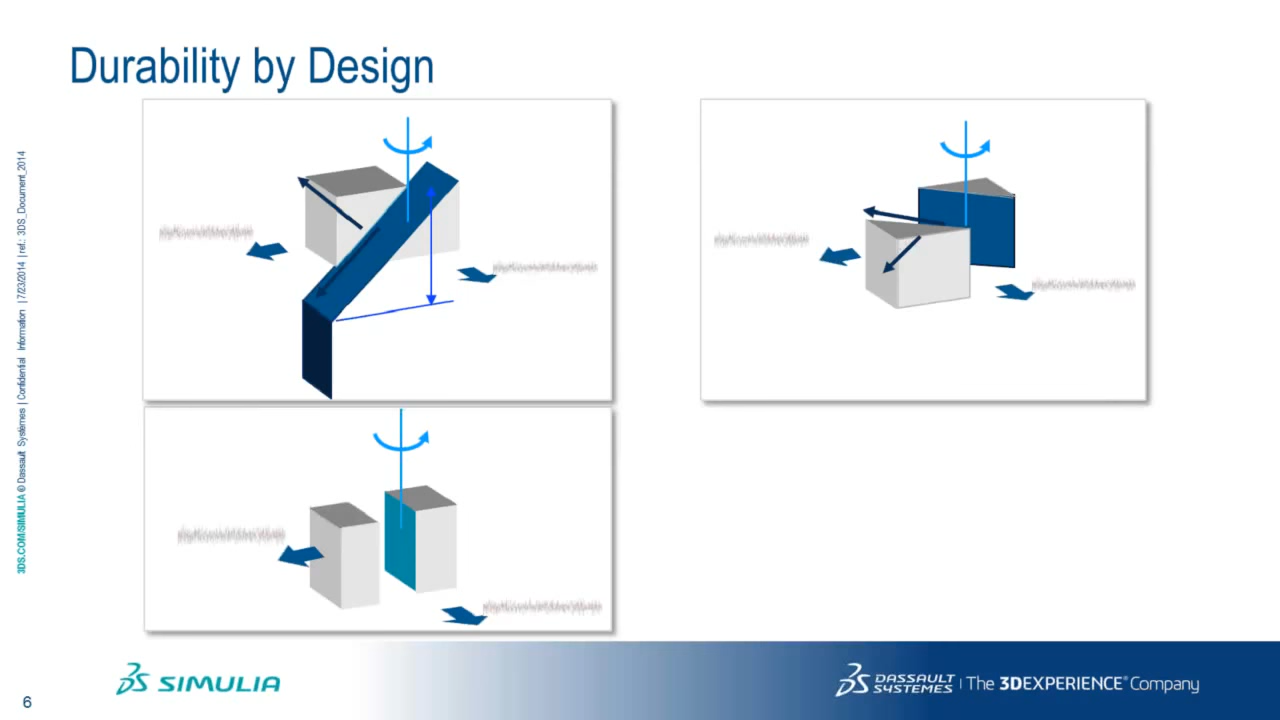 Durability by Design
3DS.COM/SIMULIA © Dassault Systèmes | Confidential Information | 7/23/2014 | ref.: 3DS_Document_2014
6
SIMULIA
DASSAULT
SYSTEMES
The 3DEXPERIENCE® Company